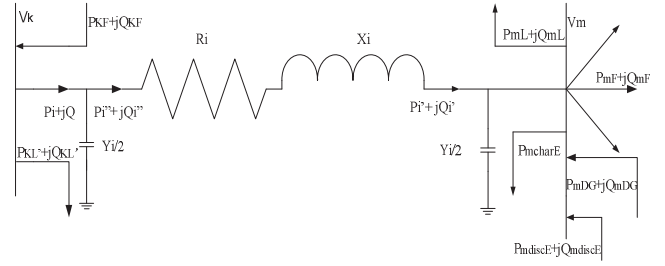 Vk
PKF+jQKF
Ri
Xi
Vm
PmL+jQmL
PmF+jQmF
Pi+jQ
Pi"+jQi"
Pi'+jQi'
PKL'+jQKL'
Yi/2
Yi/2
PmcharE
PmDG+jQmDG
PmdiscE+jQmdiscE